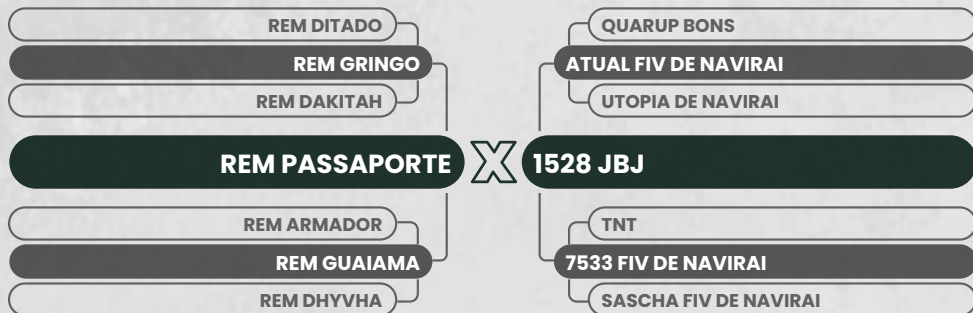 REM DITADO
REM GRINGO
REM DAKITAH
REM PASSAPORTE
REM ARMADOR
REM GUAIAMA
REM DHYVHA
X
QUARUP BONS
ATUAL FIV DE NAVIRAI
UTOPIA DE NAVIRAI
1528 JBJ
TNT
7533 FIV DE NAVIRAI
SASCHA FIV DE NAVIRAI